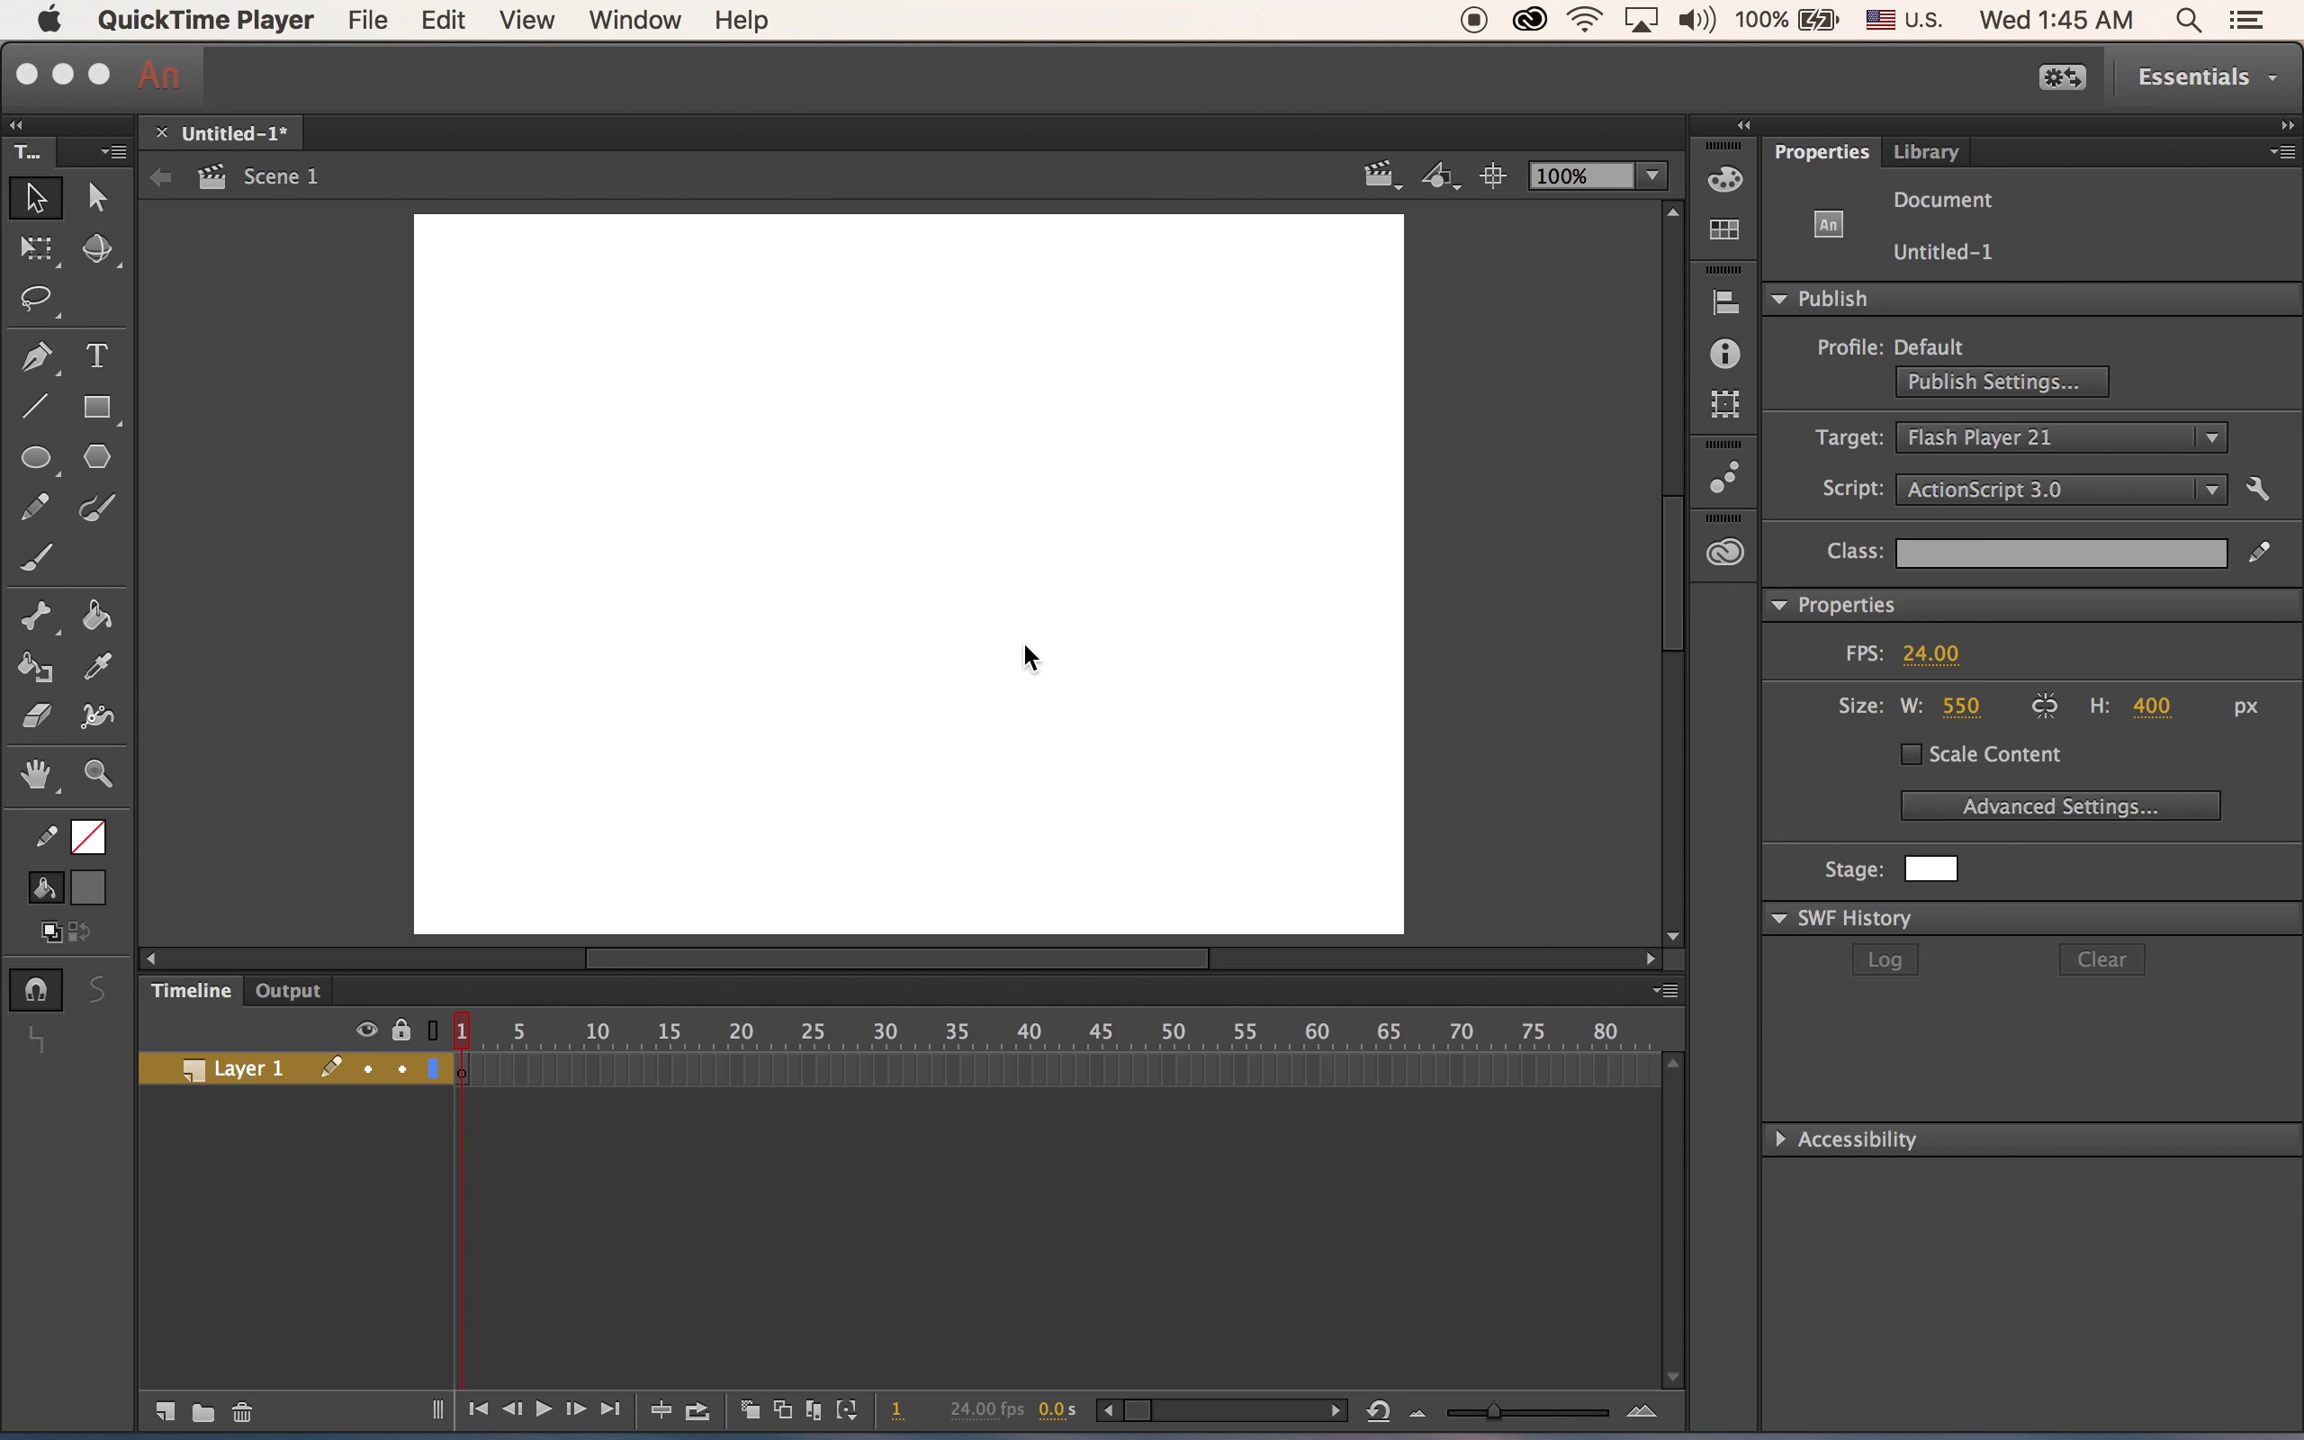 QuickTime Player File Edit View Window Help 100% U.S. Wed 1:45 AM
An Essentials
T... Untitled-1* Properties Library
Scene 1 100%
Document
An
Untitled-1
Publish
Profile: Default
Publish Settings...
Target: Flash Player 21
Script: ActionScript 3.0
Class:
Properties
FPS: 24.00
Size: W: 550 H: 400 px
Scale Content
Advanced Settings...
Stage:
SWF History
Log Clear
Accessibility
T
Timeline Output
1 5 10 15 20 25 30 35 40 45 50 55 60 65 70 75 80
Layer 1
1 24.00 fps 0.0 s